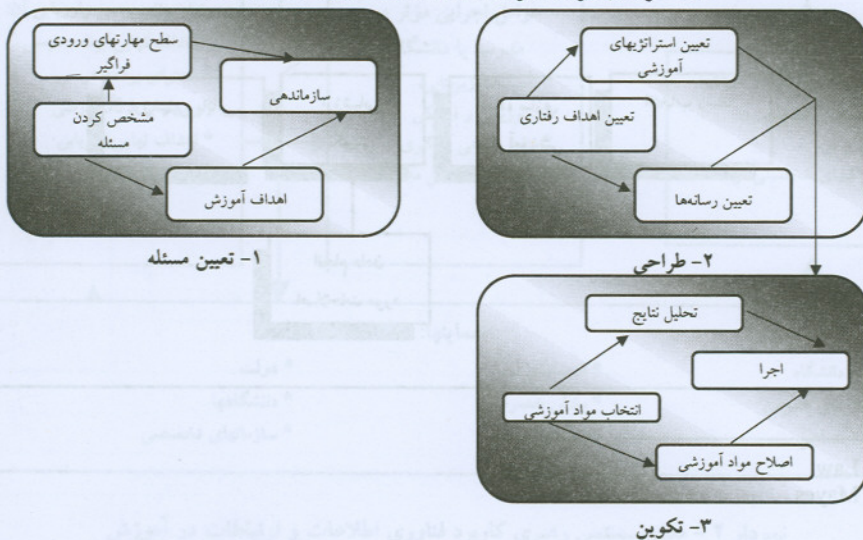 سطح مهارتهای ورودی
فراگیر
سازماندهی
مشخص کردن
مسئله
اهداف آموزش
۱- تعیین مسئله
تعیین استراتژیهای
آموزشی
تعیین اهداف رفتاری
تعیین رسانه‌ها
۲- طراحی
تحلیل نتایج
اجرا
انتخاب مواد آموزشی
اصلاح مواد آموزشی
۳- تکوین